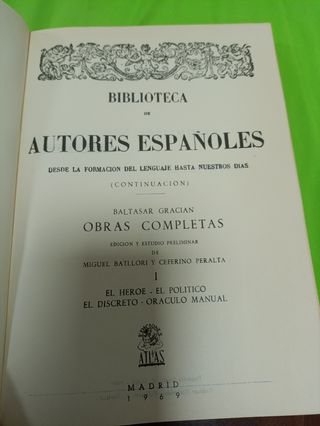 BIBLIOTECA
DE
AUTORES ESPAÑOLES
DESDE LA FORMACION DEL LENGUAJE HASTA NUESTROS DIAS
(CONTINUACION)
BALTASAR GRACIAN
OBRAS COMPLETAS
EDICION Y ESTUDIO PRELIMINAR
DE
MIGUEL BATLLORI Y CEFERINO PERALTA
I
EL HEROE - EL POLITICO
EL DISCRETO - ORACULO MANUAL
ATLAS
MADRID
1969